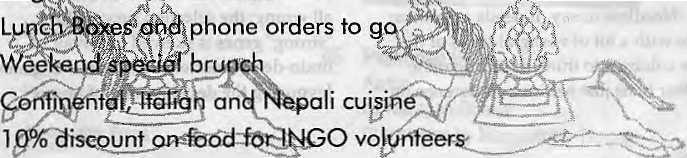 Lunch Boxes and phone orders to go
Weekend special brunch
Continental, Italian and Nepali cuisine
10% discount on food for INGO volunteers